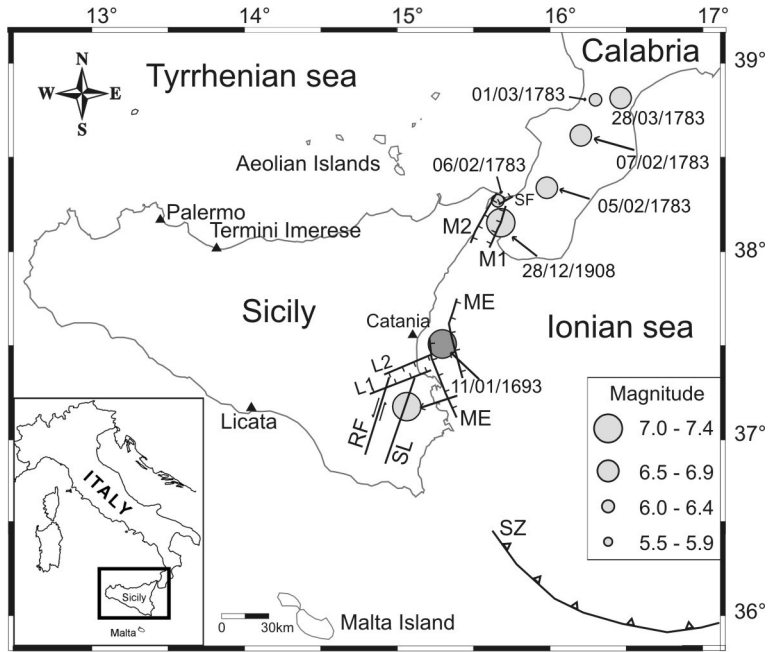 13°
14°
15°
16°
17°
Calabria
39°
N
W
E
S
Tyrrhenian sea
01/03/1783
28/03/1783
07/02/1783
Aeolian Islands
06/02/1783
SF
05/02/1783
Palermo
Termini Imerese
M2
M1
38°
28/12/1908
Sicily
ME
Catania
Ionian sea
L2
L1
11/01/1693
ME
Licata
RF
SL
37°
Magnitude
7.0 - 7.4
6.5 - 6.9
6.0 - 6.4
5.5 - 5.9
SZ
ITALY
Sicily
Malta
0
30km
Malta Island
36°